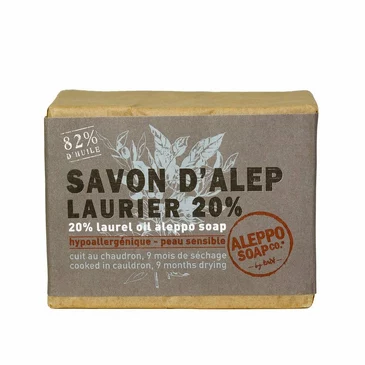 82%
D'HUILE
SAVON D'ALEP
LAURIER 20%
20% laurel oil aleppo soap
hypoallergénique - peau sensible
cuit au chaudron, 9 mois de séchage
cooked in cauldron, 9 months drying
ALEPPO
SOAP CO.